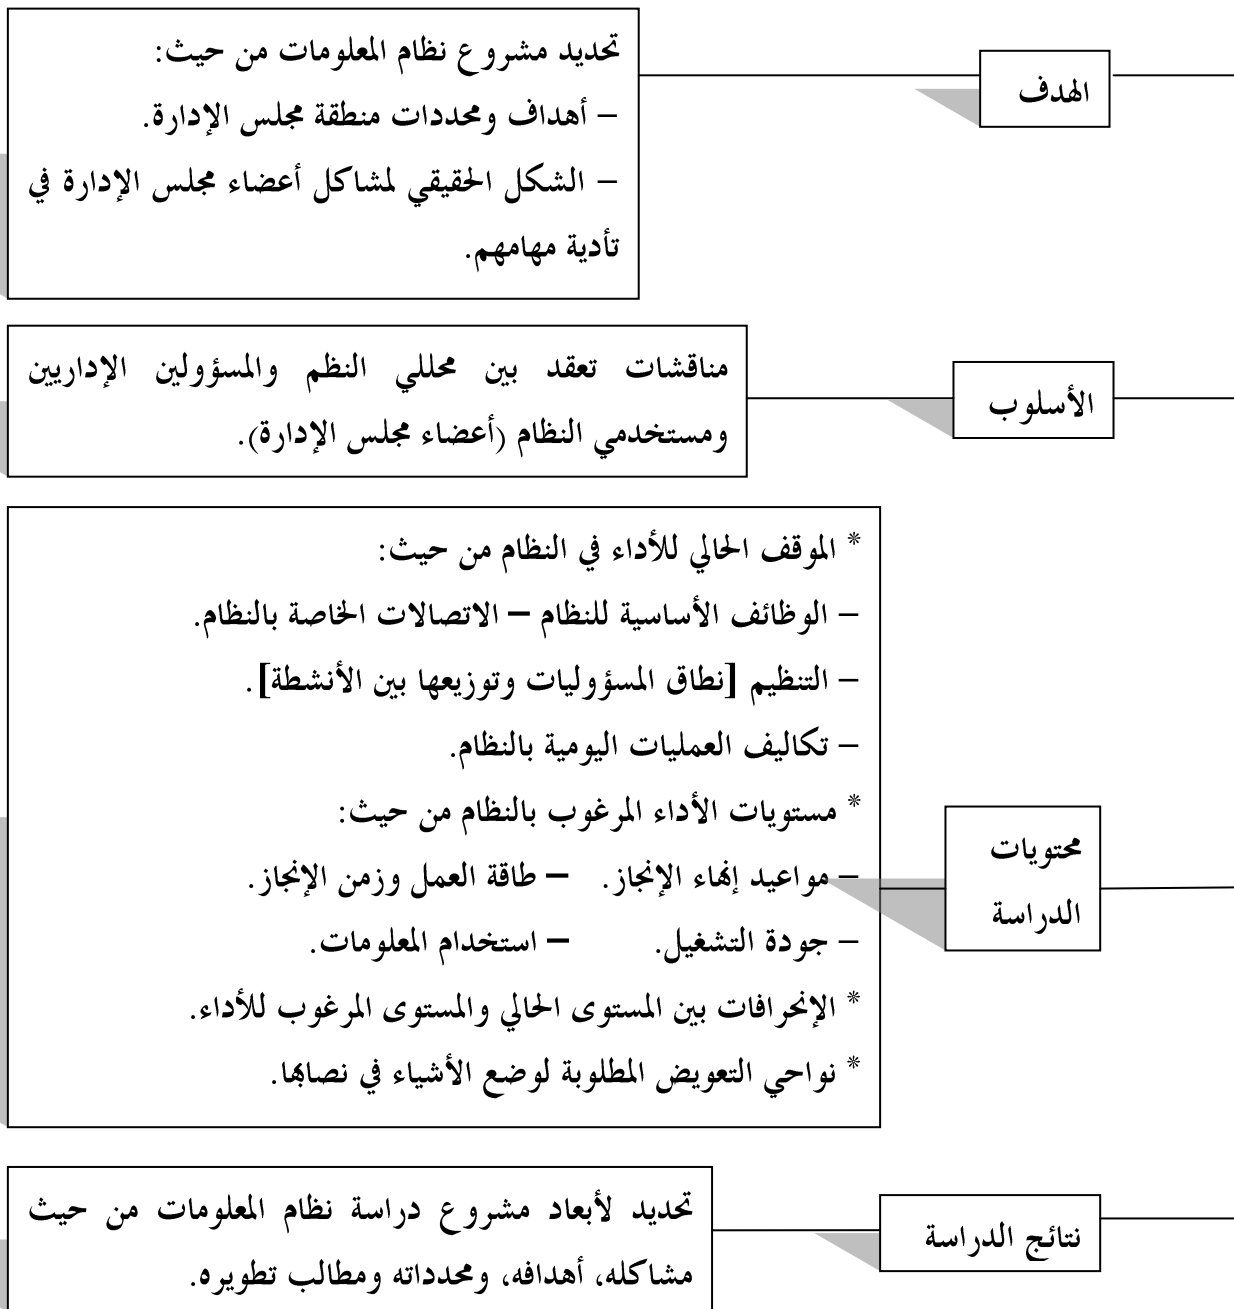 الهدف
تحديد مشروع نظام المعلومات من حيث:
– أهداف ومحددات منطقة مجلس الإدارة.
– الشكل الحقيقي لمشاكل أعضاء مجلس الإدارة في
تأدية مهامهم.
الأسلوب
مناقشات تعقد بين محللي النظم والمسؤولين الإداريين
ومستخدمي النظام (أعضاء مجلس الإدارة).
محتويات
الدراسة
* الموقف الحالي للأداء في النظام من حيث:
– الوظائف الأساسية للنظام – الاتصالات الخاصة بالنظام.
– التنظيم [نطاق المسؤوليات وتوزيعها بين الأنشطة].
– تكاليف العمليات اليومية بالنظام.
* مستويات الأداء المرغوب بالنظام من حيث:
– مواعيد إنهاء الإنجاز. – طاقة العمل وزمن الإنجاز.
– جودة التشغيل. – استخدام المعلومات.
* الإنحرافات بين المستوى الحالي والمستوى المرغوب للأداء.
* نواحي التعويض المطلوبة لوضع الأشياء في نصابها.
نتائج الدراسة
تحديد لأبعاد مشروع دراسة نظام المعلومات من حيث
مشاكله، أهدافه، ومحدداته ومطالب تطويره.